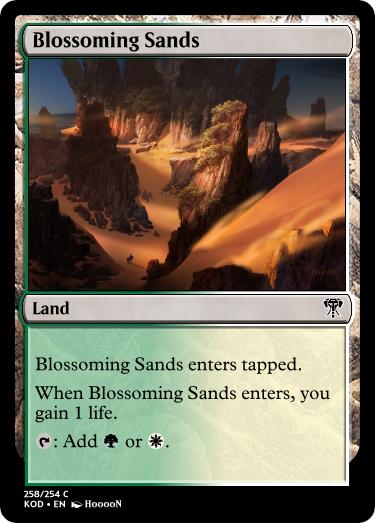 Blossoming Sands
Land
Blossoming Sands enters tapped.
When Blossoming Sands enters, you
gain 1 life.
: Add or .
258/254 C
KOD • EN HooooN